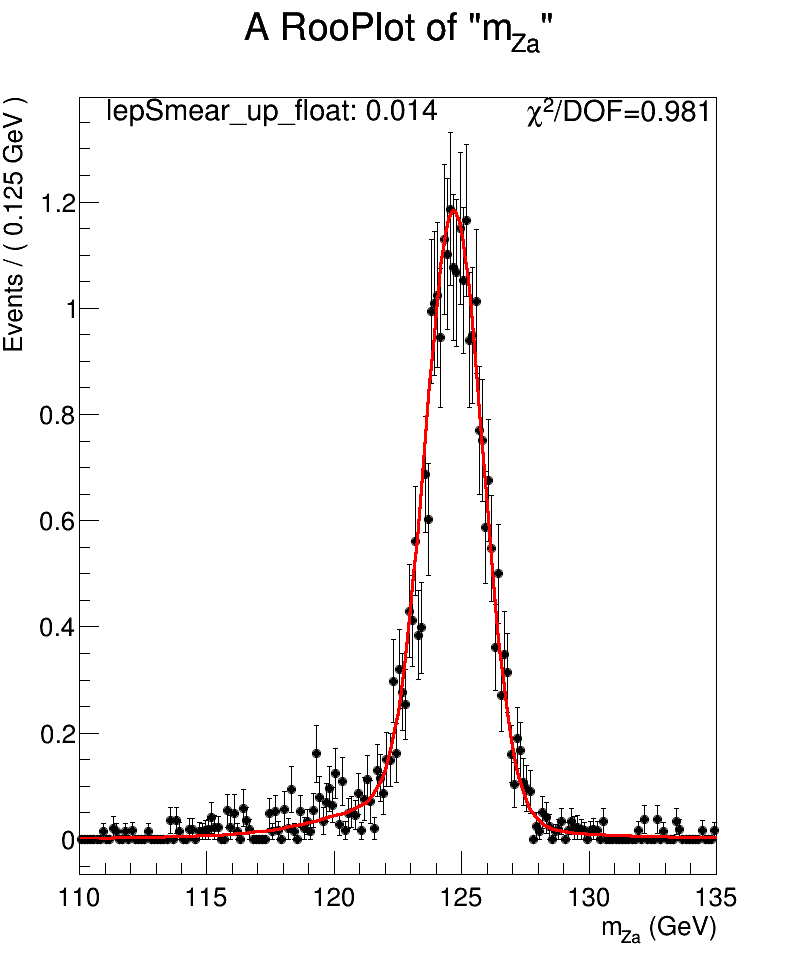 A RooPlot of "m_Za"
lepSmear_up_float: 0.014
χ²/DOF=0.981
Events / ( 0.125 GeV )
1.2
1
0.8
0.6
0.4
0.2
0
110 115 120 125 130 135
m_Za (GeV)